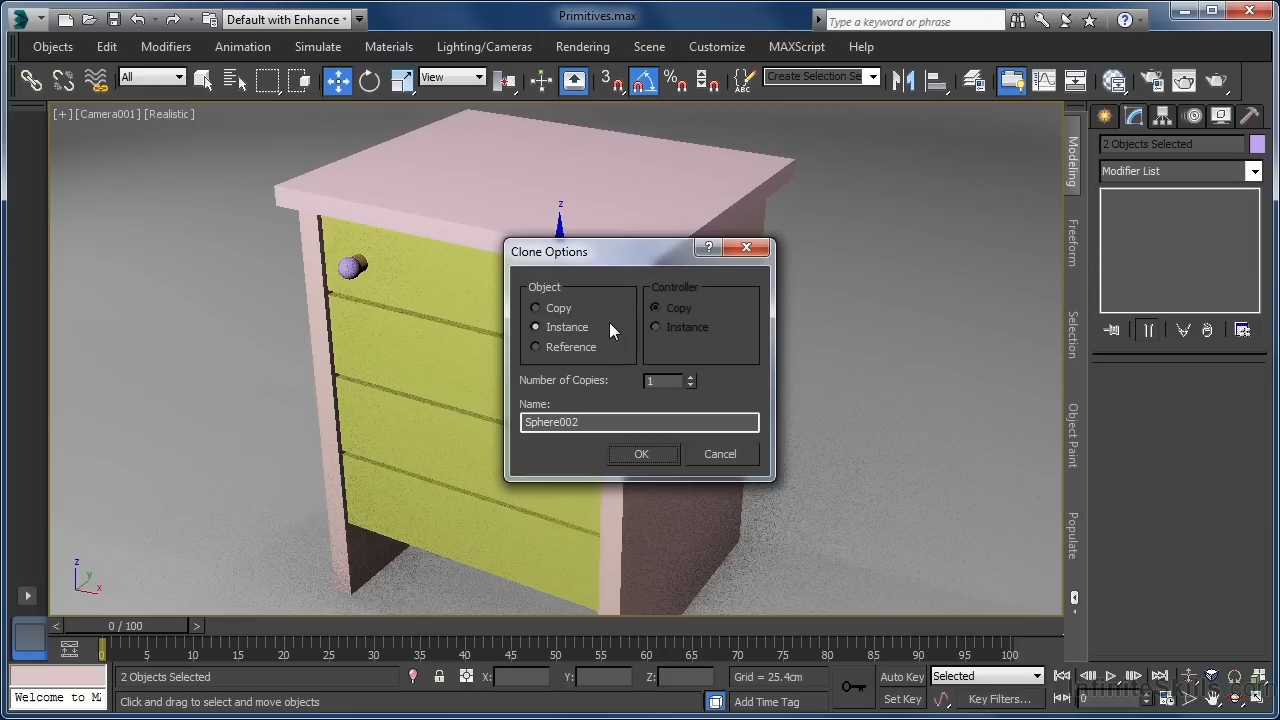 Primitives.max
Default with Enhance
Type a keyword or phrase
Objects Edit Modifiers Animation Simulate Materials Lighting/Cameras Rendering Scene Customize MAXScript Help
All View 3 % ABC Create Selection Se
[+] [Camera001] [Realistic]
2 Objects Selected
Modifier List
Modeling
Freeform
Selection
Object Paint
Populate
z
Clone Options
Object Controller
Copy Copy
Instance Instance
Reference
Number of Copies: 1
Name:
Sphere002
OK Cancel
z
y
x
< 0 / 100 >
0 5 10 15 20 25 30 35 40 45 50 55 60 65 70 75 80 85 90 95 100
2 Objects Selected X: Y: Z: Grid = 25.4cm Auto Key Selected
Welcome to M
Click and drag to select and move objects Add Time Tag Set Key Key Filters... 0
InfiniteSkills.com